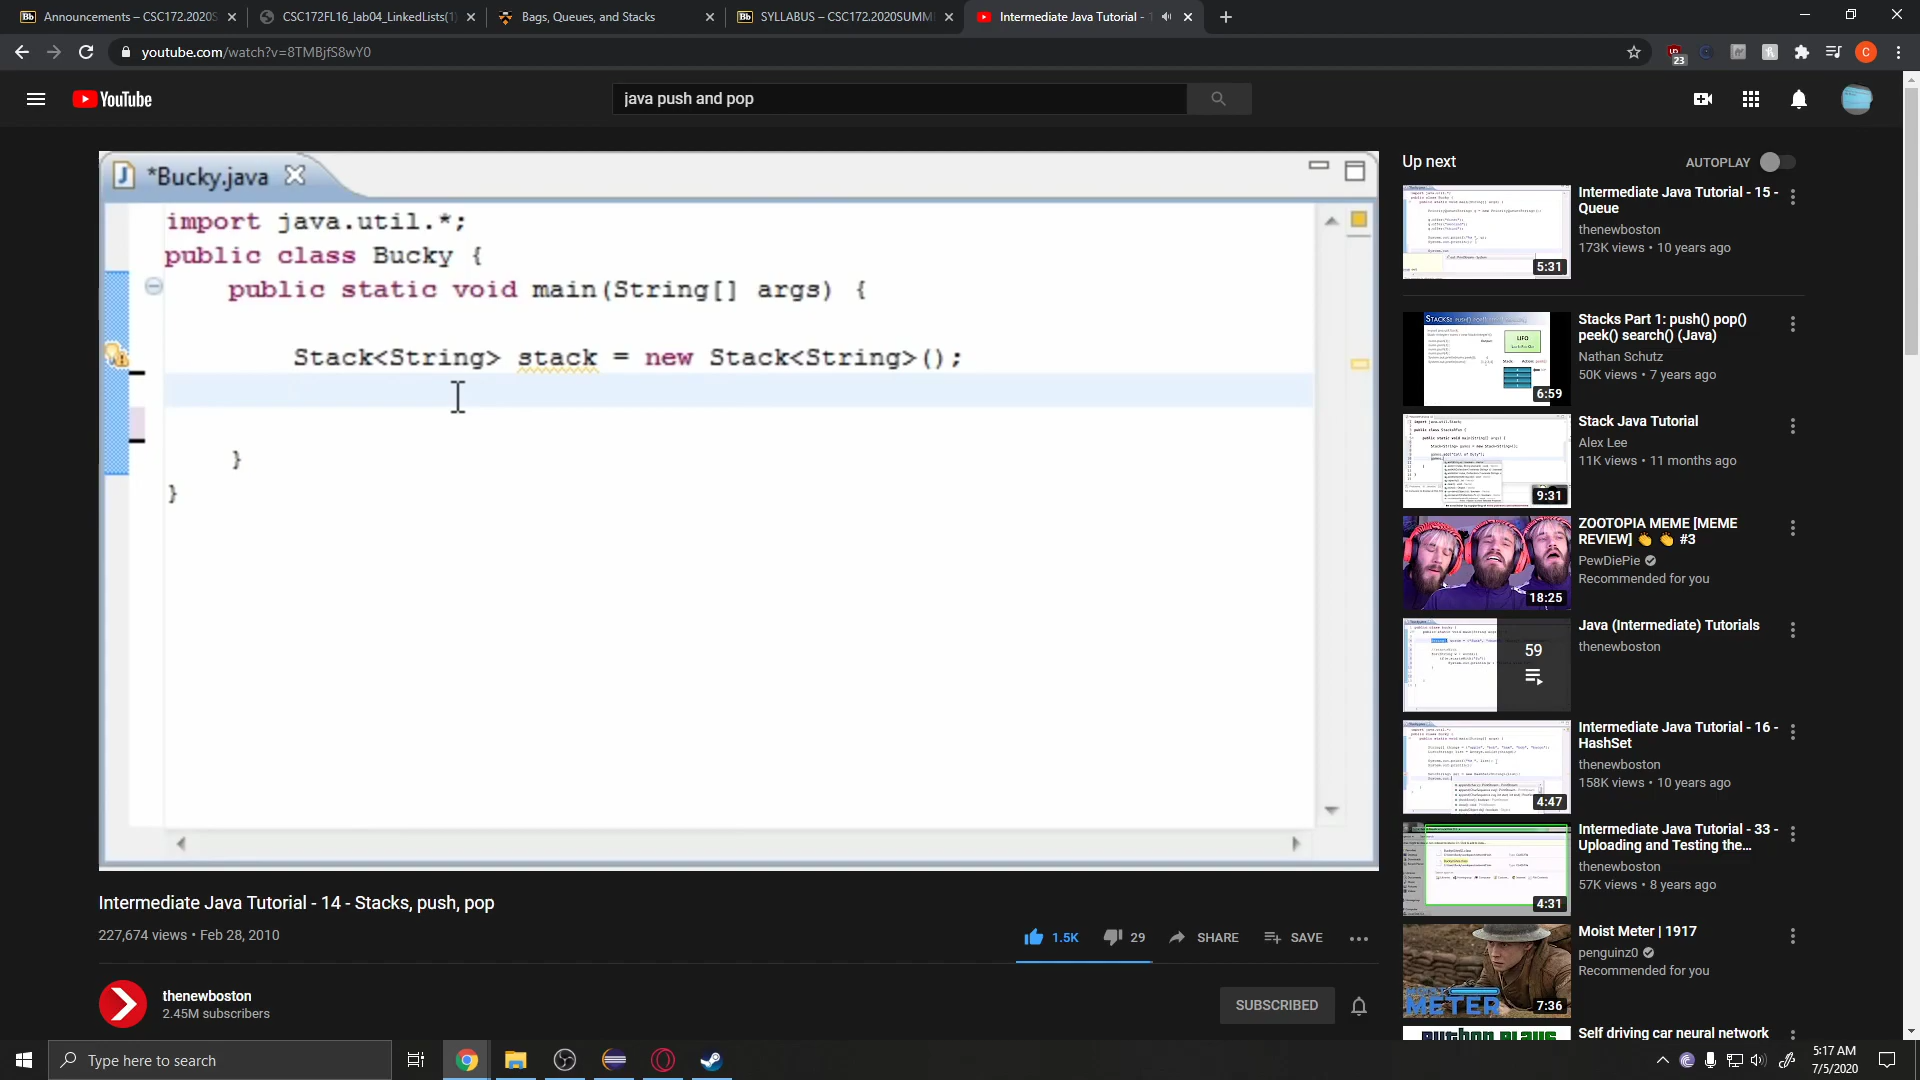 Announcements – CSC172.2020S
CSC172FL16_lab04_LinkedLists(1)
Bags, Queues, and Stacks
SYLLABUS – CSC172.2020SUMM
Intermediate Java Tutorial - 1
youtube.com/watch?v=8TMBjfS8wY0
23
C
YouTube
java push and pop
*Bucky.java
import java.util.*;
public class Bucky {
public static void main(String[] args) {
Stack<String> stack = new Stack<String>();
}
}
Intermediate Java Tutorial - 14 - Stacks, push, pop
227,674 views • Feb 28, 2010
1.5K
29
SHARE
SAVE
thenewboston
2.45M subscribers
SUBSCRIBED
Up next
AUTOPLAY
5:31
Intermediate Java Tutorial - 15 -
Queue
thenewboston
173K views • 10 years ago
6:59
Stacks Part 1: push() pop()
peek() search() (Java)
Nathan Schutz
50K views • 7 years ago
9:31
Stack Java Tutorial
Alex Lee
11K views • 11 months ago
18:25
ZOOTOPIA MEME [MEME
REVIEW] 👏 👏 #3
PewDiePie
Recommended for you
59
Java (Intermediate) Tutorials
thenewboston
4:47
Intermediate Java Tutorial - 16 -
HashSet
thenewboston
158K views • 10 years ago
4:31
Intermediate Java Tutorial - 33 -
Uploading and Testing the...
thenewboston
57K views • 8 years ago
METER
7:36
Moist Meter | 1917
penguinz0
Recommended for you
Self driving car neural network
Type here to search
5:17 AM
7/5/2020